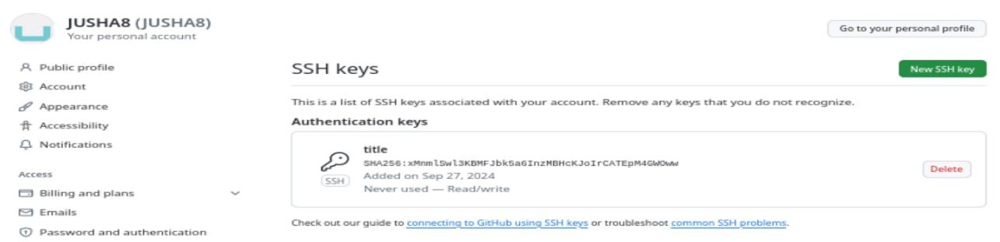 JUSHA8 (JUSHA8)
Your personal account
Go to your personal profile
Public profile
Account
Appearance
Accessibility
Notifications
Access
Billing and plans
Emails
Password and authentication
SSH keys
New SSH key
This is a list of SSH keys associated with your account. Remove any keys that you do not recognize.
Authentication keys
title
SHA256:xMnmlSwl3KBMFJbk5a6InzMBHcKJoIrCATEpM4GWOww
SSH
Added on Sep 27, 2024
Never used — Read/write
Delete
Check out our guide to connecting to GitHub using SSH keys or troubleshoot common SSH problems.